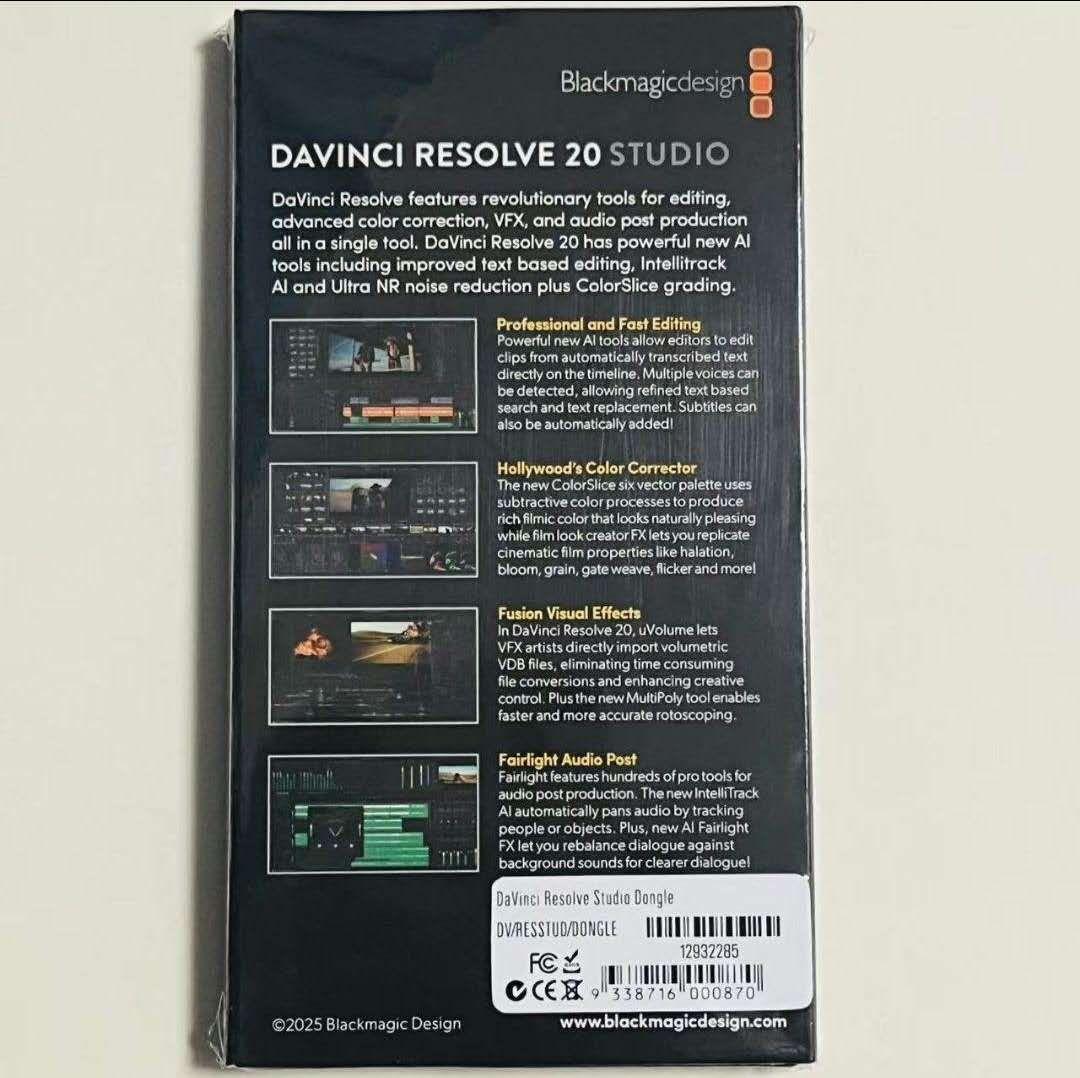 Blackmagicdesign
DAVINCI RESOLVE 20 STUDIO
DaVinci Resolve features revolutionary tools for editing,
advanced color correction, VFX, and audio post production
all in a single tool. DaVinci Resolve 20 has powerful new AI
tools including improved text based editing, Intellitrack
AI and Ultra NR noise reduction plus ColorSlice grading.
Professional and Fast Editing
Powerful new AI tools allow editors to edit
clips from automatically transcribed text
directly on the timeline. Multiple voices can
be detected, allowing refined text based
search and text replacement. Subtitles can
also be automatically added!
Hollywood's Color Corrector
The new ColorSlice six vector palette uses
subtractive color processes to produce
rich filmic color that looks naturally pleasing
while film look creator FX lets you replicate
cinematic film properties like halation,
bloom, grain, gate weave, flicker and more!
Fusion Visual Effects
In DaVinci Resolve 20, uVolume lets
VFX artists directly import volumetric
VDB files, eliminating time consuming
file conversions and enhancing creative
control. Plus the new MultiPoly tool enables
faster and more accurate rotoscoping.
Fairlight Audio Post
Fairlight features hundreds of pro tools for
audio post production. The new IntelliTrack
AI automatically pans audio by tracking
people or objects. Plus, new AI Fairlight
FX let you rebalance dialogue against
background sounds for clearer dialogue!
DaVinci Resolve Studio Dongle
DV/RESSTUD/DONGLE
12932285
FC
CE
9 338716 000870
©2025 Blackmagic Design
www.blackmagicdesign.com